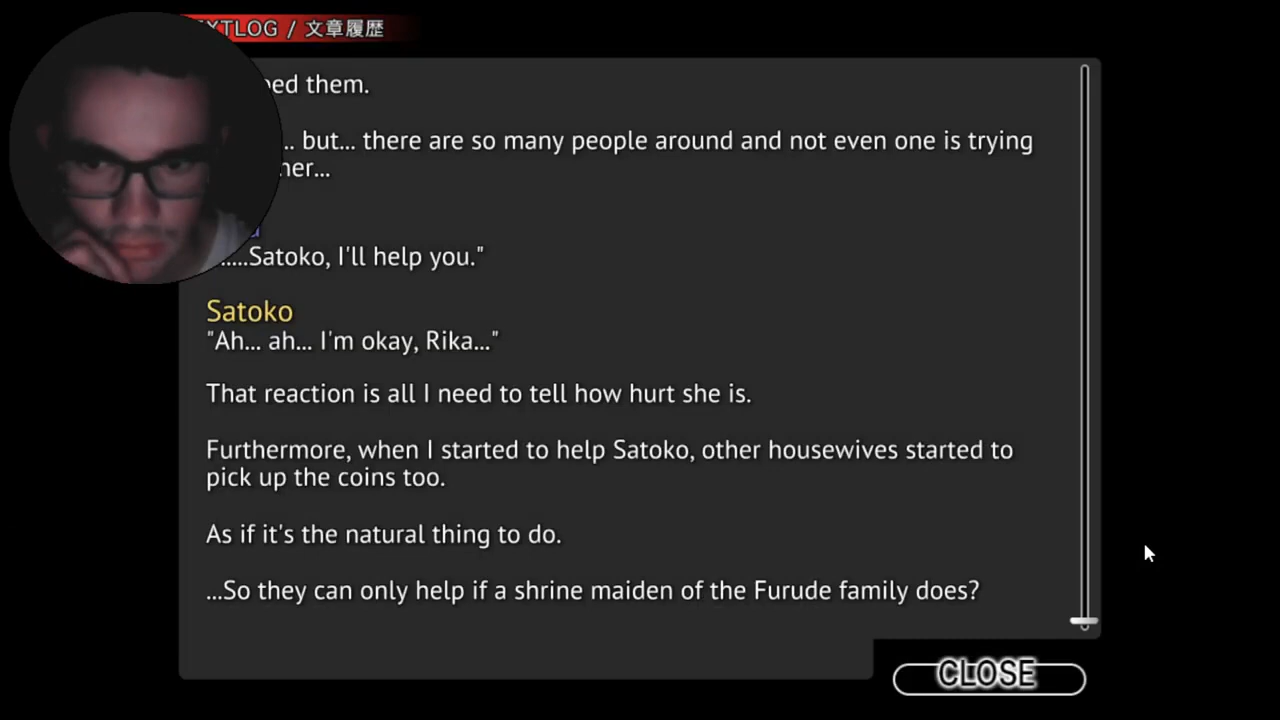 TLOG / 文章履歴
ed them.
.. but... there are so many people around and not even one is trying
her...
....Satoko, I'll help you."
Satoko
"Ah... ah... I'm okay, Rika..."
That reaction is all I need to tell how hurt she is.
Furthermore, when I started to help Satoko, other housewives started to
pick up the coins too.
As if it's the natural thing to do.
...So they can only help if a shrine maiden of the Furude family does?
CLOSE